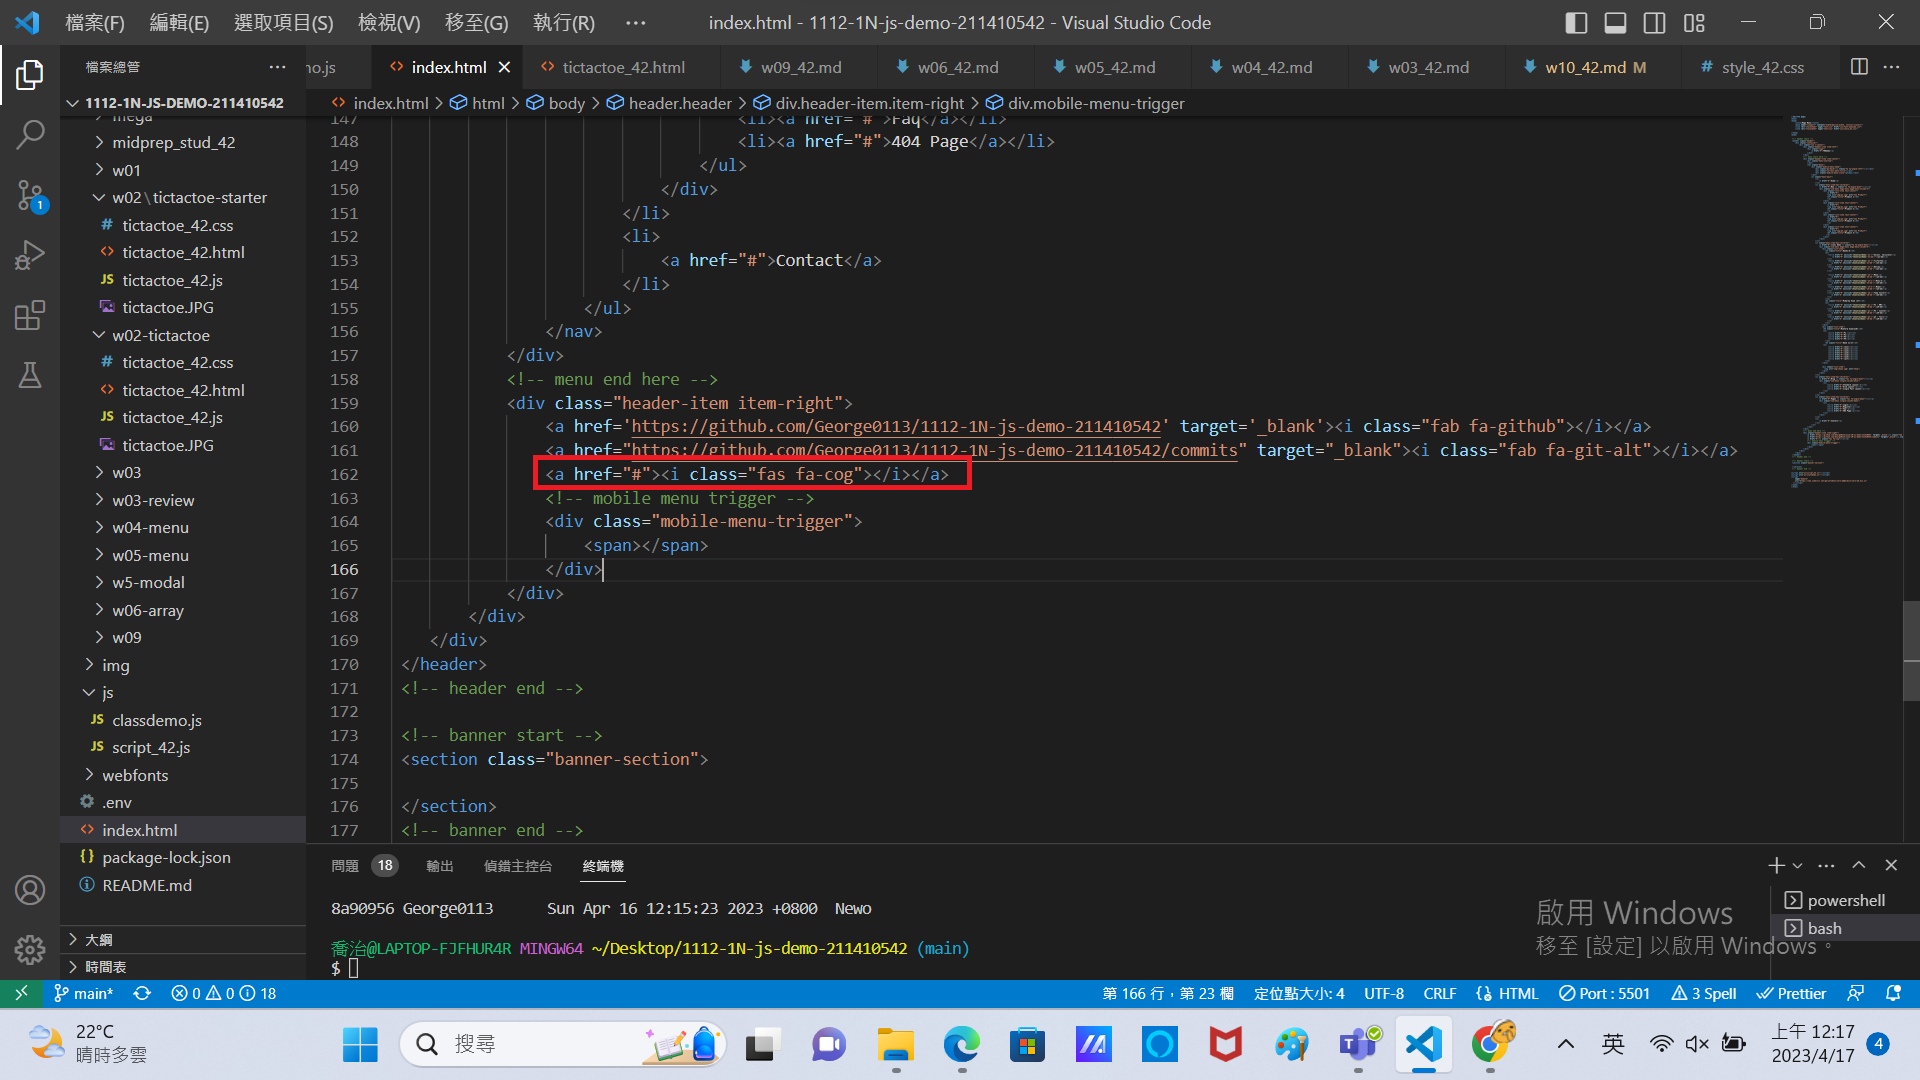 檔案(F) 編輯(E) 選取項目(S) 檢視(V) 移至(G) 執行(R) ··· index.html - 1112-1N-js-demo-211410542 - Visual Studio Code
檔案總管 ···
no.js index.html tictactoe_42.html w09_42.md w06_42.md w05_42.md w04_42.md w03_42.md w10_42.md M style_42.css ···
1112-1N-JS-DEMO-211410542
index.html > html > body > header.header > div.header-item.item-right > div.mobile-menu-trigger
mega
midprep_stud_42
w01
w02\tictactoe-starter
tictactoe_42.css
tictactoe_42.html
tictactoe_42.js
tictactoe.JPG
w02-tictactoe
tictactoe_42.css
tictactoe_42.html
tictactoe_42.js
tictactoe.JPG
w03
w03-review
w04-menu
w05-menu
w5-modal
w06-array
w09
img
js
classdemo.js
script_42.js
webfonts
.env
index.html
package-lock.json
README.md
大綱
時間表
1
147 <li><a href="#">Faq</a></li>
148 <li><a href="#">404 Page</a></li>
149 </ul>
150 </div>
151 </li>
152 <li>
153 <a href="#">Contact</a>
154 </li>
155 </ul>
156 </nav>
157 </div>
158 <!-- menu end here -->
159 <div class="header-item item-right">
160 <a href='https://github.com/George0113/1112-1N-js-demo-211410542' target='_blank'><i class="fab fa-github"></i></a>
161 <a href="https://github.com/George0113/1112-1N-js-demo-211410542/commits" target="_blank"><i class="fab fa-git-alt"></i></a>
162 <a href="#"><i class="fas fa-cog"></i></a>
163 <!-- mobile menu trigger -->
164 <div class="mobile-menu-trigger">
165 <span></span>
166 </div>
167 </div>
168 </div>
169 </div>
170 </header>
171 <!-- header end -->
172
173 <!-- banner start -->
174 <section class="banner-section">
175
176 </section>
177 <!-- banner end -->
問題 18 輸出 偵錯主控台 終端機
8a90956 George0113 Sun Apr 16 12:15:23 2023 +0800 Newo
喬治@LAPTOP-FJFHUR4R MINGW64 ~/Desktop/1112-1N-js-demo-211410542 (main)
$
powershell
bash
啟用 Windows
移至 [設定] 以啟用 Windows。
main* 0 0 18 第 166 行，第 23 欄 定位點大小: 4 UTF-8 CRLF HTML Port : 5501 3 Spell Prettier
22°C
晴時多雲
搜尋
英
上午 12:17
2023/4/17
4